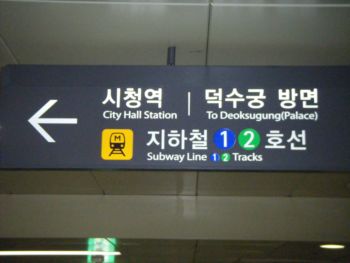 시청역 | 덕수궁 방면
City Hall Station | To Deoksugung(Palace)
M 지하철 1 2 호선
Subway Line 1 2 Tracks